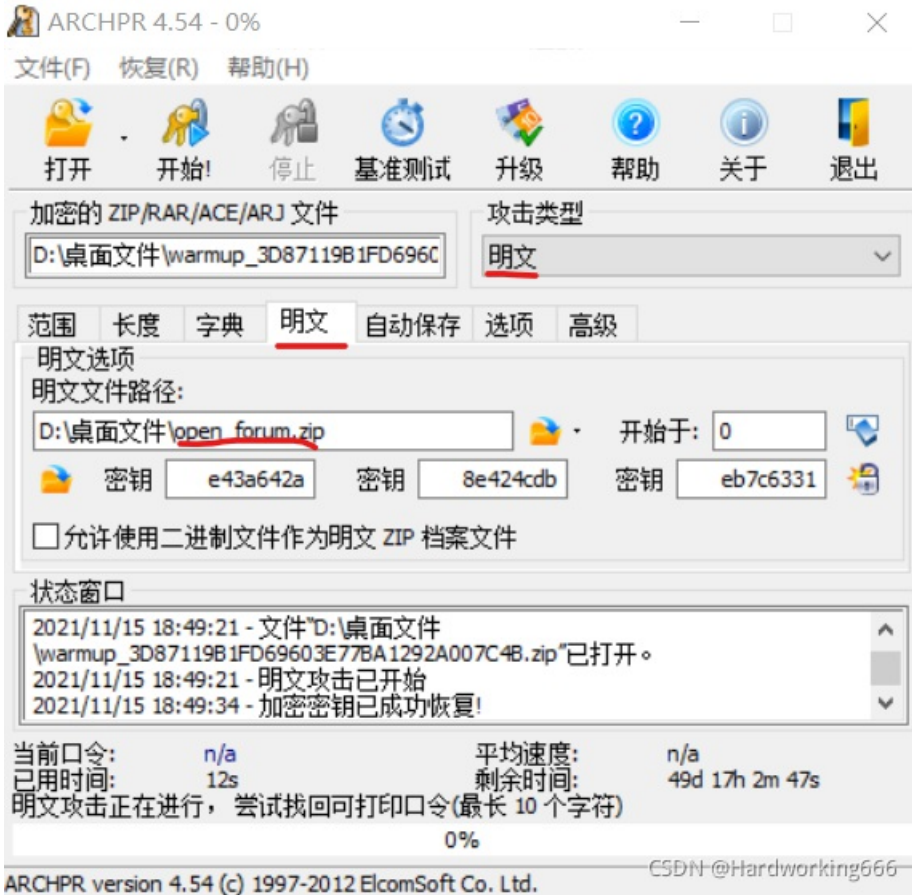 ARCHPR 4.54 - 0%
文件(F) 恢复(R) 帮助(H)
打开 开始! 停止 基准测试 升级 帮助 关于 退出
加密的 ZIP/RAR/ACE/ARJ 文件 攻击类型
D:\桌面文件\warmup_3D87119B1FD6960 明文
范围 长度 字典 明文 自动保存 选项 高级
明文选项
明文文件路径:
D:\桌面文件\open_forum.zip 开始于: 0
密钥 e43a642a 密钥 8e424cdb 密钥 eb7c6331
允许使用二进制文件作为明文 ZIP 档案文件
状态窗口
2021/11/15 18:49:21 - 文件"D:\桌面文件
\warmup_3D87119B1FD69603E77BA1292A007C4B.zip"已打开。
2021/11/15 18:49:21 - 明文攻击已开始
2021/11/15 18:49:34 - 加密密钥已成功恢复!
当前口令: n/a 平均速度: n/a
已用时间: 12s 剩余时间: 49d 17h 2m 47s
明文攻击正在进行，尝试找回可打印口令(最长 10 个字符)
0%
CSDN @Hardworking666
ARCHPR version 4.54 (c) 1997-2012 ElcomSoft Co. Ltd.